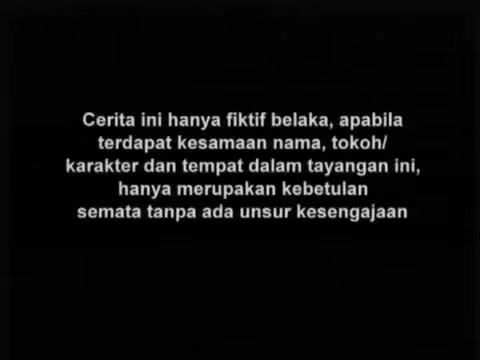 Cerita ini hanya fiktif belaka, apabila
terdapat kesamaan nama, tokoh/
karakter dan tempat dalam tayangan ini,
hanya merupakan kebetulan
semata tanpa ada unsur kesengajaan